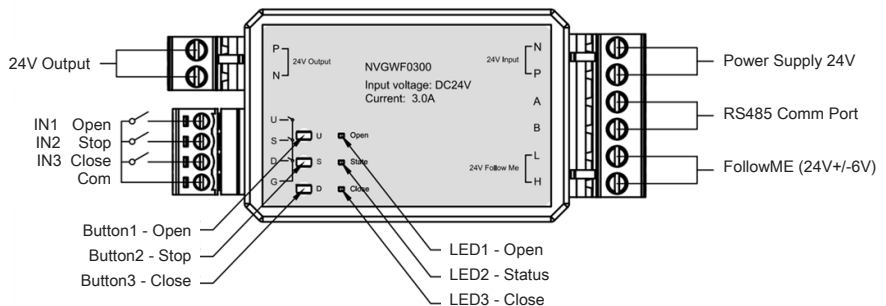 24V Output
IN1 Open
IN2 Stop
IN3 Close
Com
P
N
24V Output
NVGWF0300
Input voltage: DC24V
Current: 3.0A
24V Input
N
P
A
B
24V Follow Me
L
H
U
S
D
G
U Open
S State
D Close
Power Supply 24V
RS485 Comm Port
FollowME (24V+/-6V)
Button1 - Open
Button2 - Stop
Button3 - Close
LED1 - Open
LED2 - Status
LED3 - Close